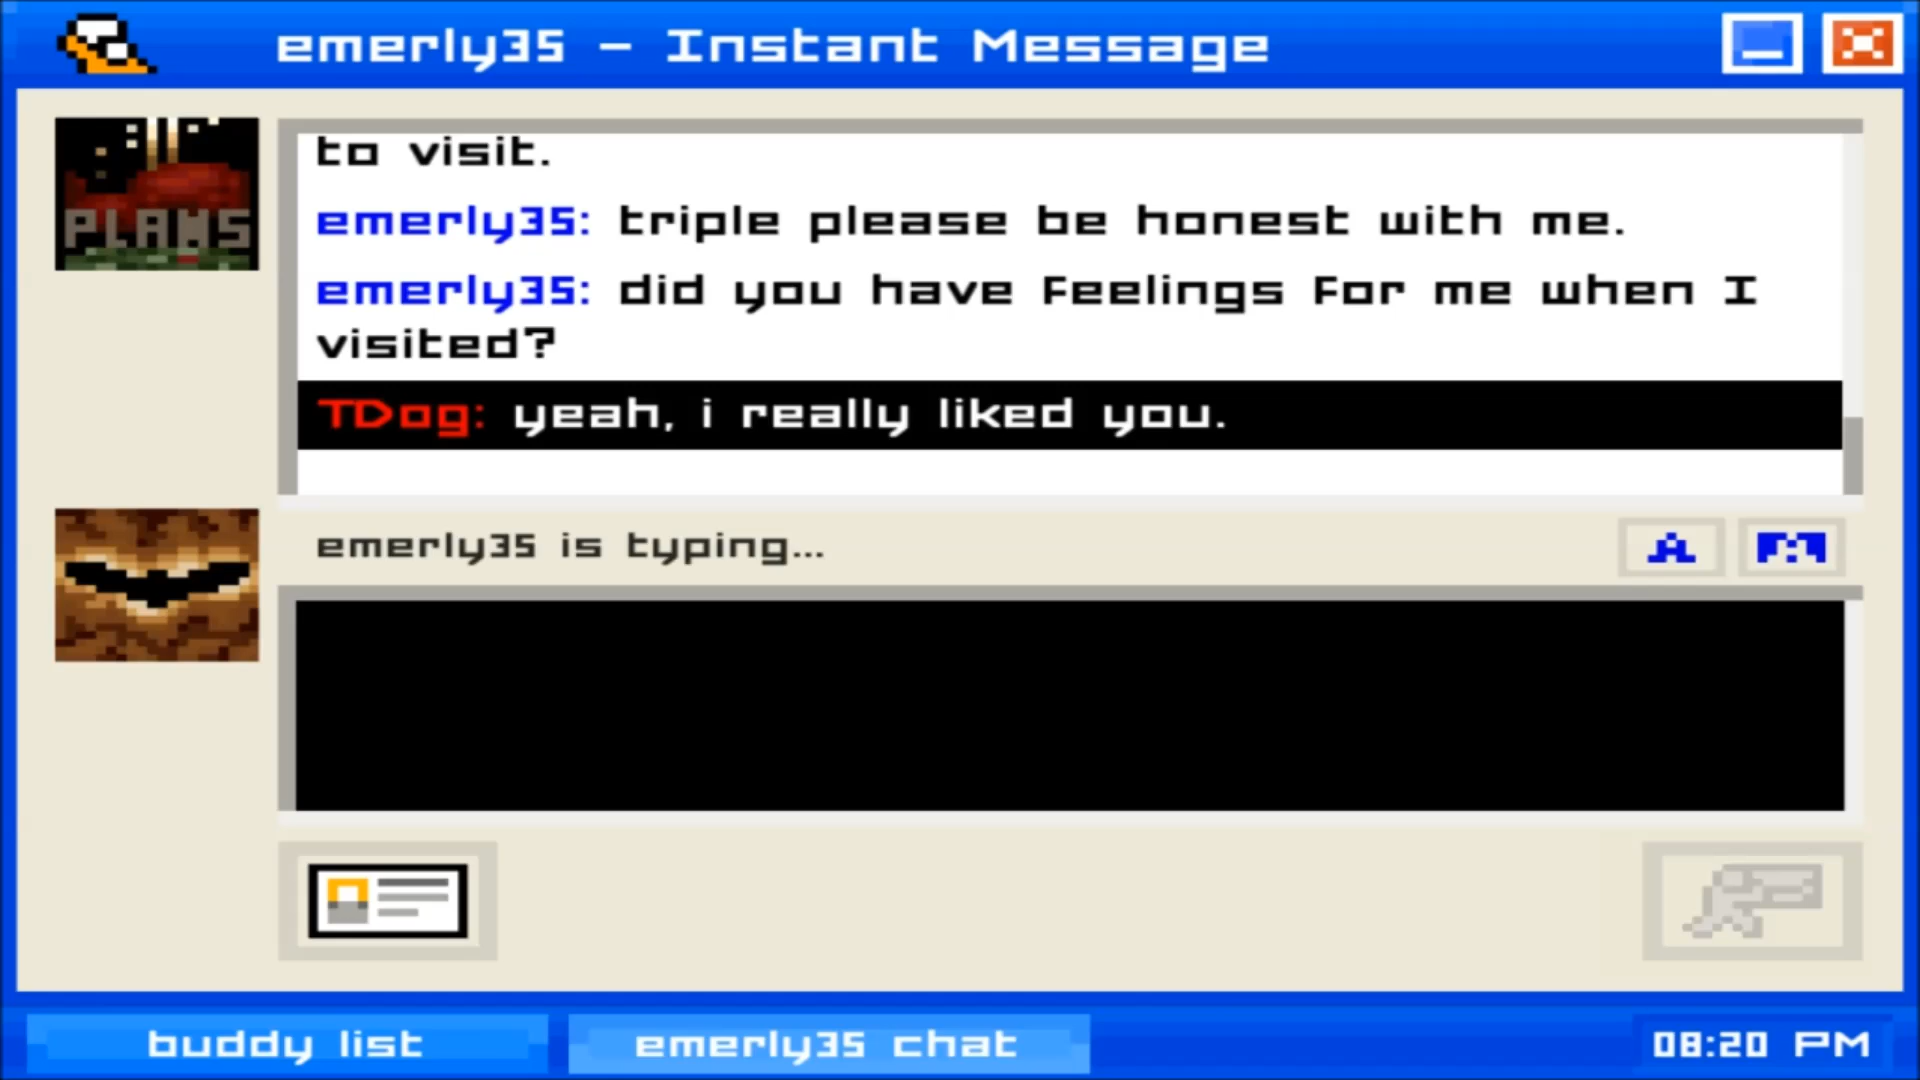 emerly35 - Instant Message
PLANS
to visit.
emerly35: triple please be honest with me.
emerly35: did you have Feelings For me when I
visited?
TDog: yeah, i really liked you.
emerly35 is typing...
A A
buddy list
emerly35 chat
08:20 PM